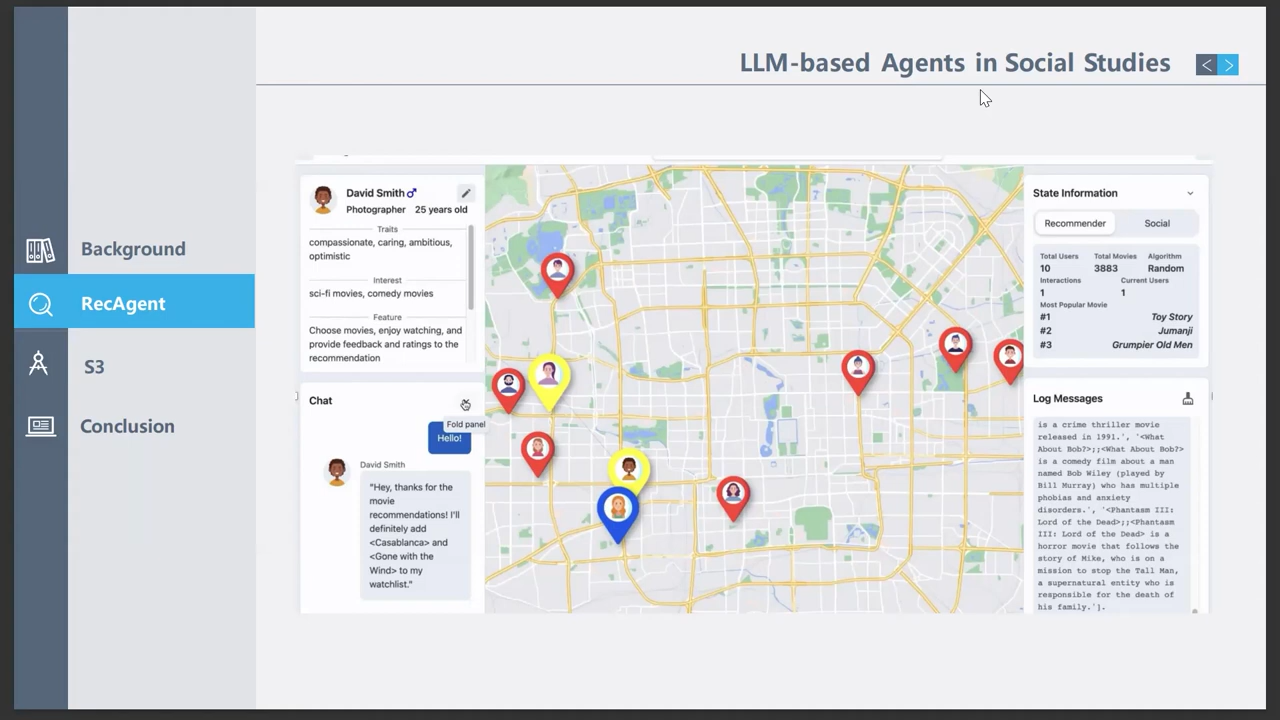 LLM-based Agents in Social Studies
< >
Background
RecAgent
S3
Conclusion
David Smith ♂
Photographer 25 years old
Traits
compassionate, caring, ambitious,
optimistic
Interest
sci-fi movies, comedy movies
Feature
Choose movies, enjoy watching, and
provide feedback and ratings to the
recommendation
Chat
Fold panel
Hello!
David Smith
"Hey, thanks for the
movie
recommendations! I'll
definitely add
<Casablanca> and
<Gone with the
Wind> to my
watchlist."
State Information
Recommender Social
Total Users Total Movies Algorithm
10 3883 Random
Interactions Current Users
1 1
Most Popular Movie
#1 Toy Story
#2 Jumanji
#3 Grumpier Old Men
Log Messages
is a crime thriller movie
released in 1991.', '<What
About Bob?>;;<What About Bob?>
is a comedy film about a man
named Bob Wiley (played by
Bill Murray) who has multiple
phobias and anxiety
disorders.', '<Phantasm III:
Lord of the Dead>;;<Phantasm
III: Lord of the Dead> is a
horror movie that follows the
story of Mike, who is on a
mission to stop the Tall Man,
a supernatural entity who is
responsible for the death of
his family.'].